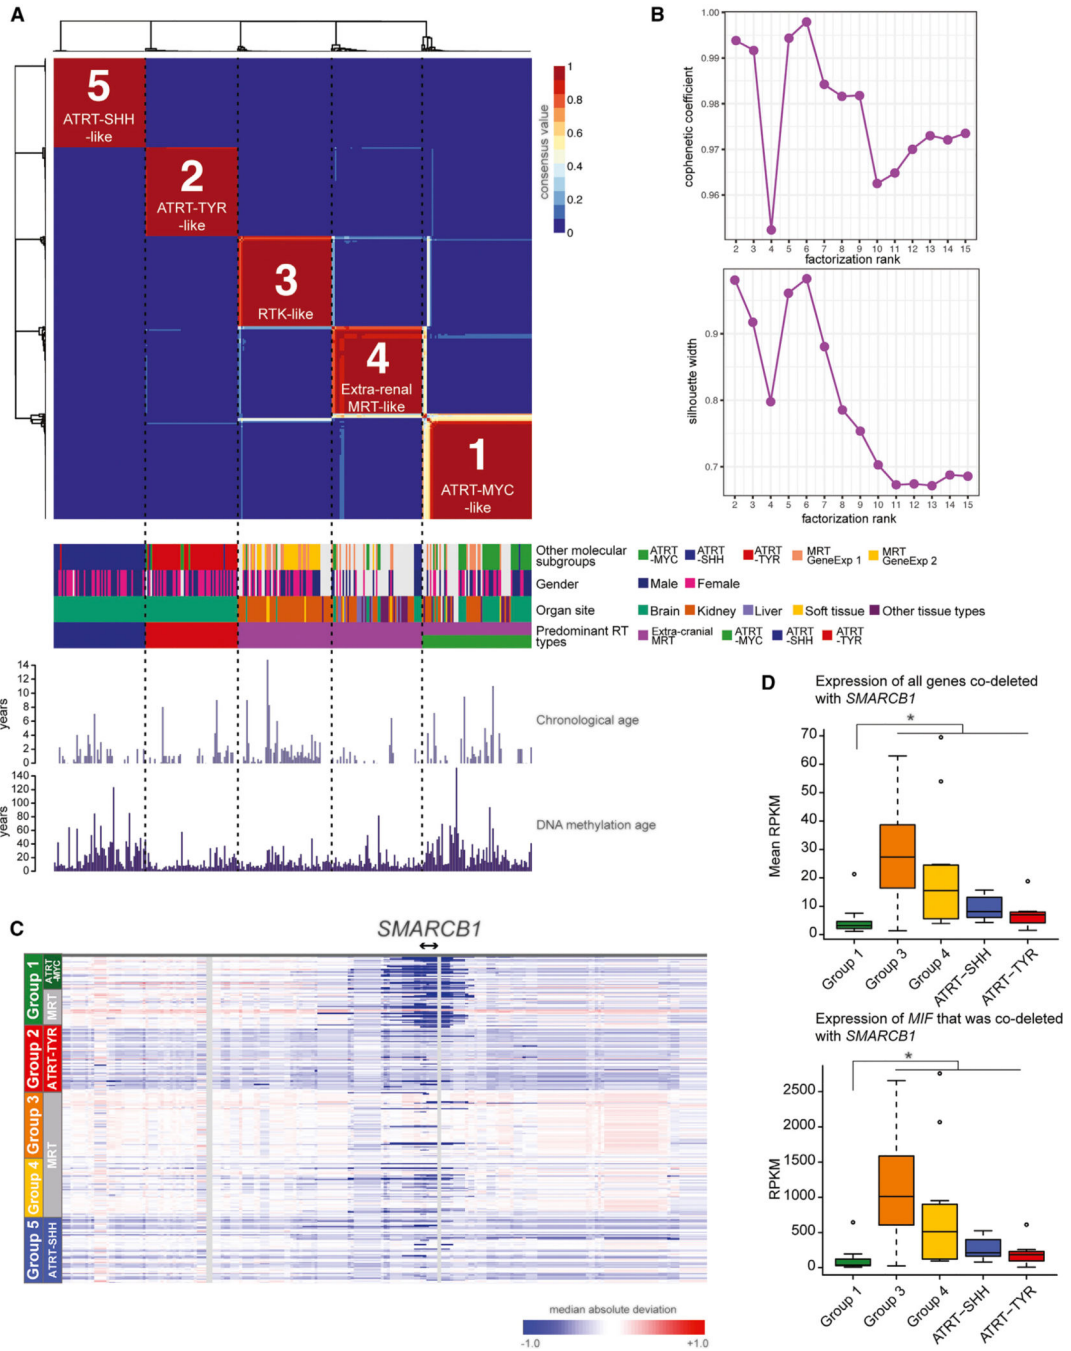 A
5
ATRT-SHH
-like
2
ATRT-TYR
-like
3
RTK-like
4
Extra-renal
MRT-like
1
ATRT-MYC
-like
1
0.8
0.6
0.4
0.2
0
consensus value
Other molecular
subgroups
ATRT
-MYC
ATRT
-SHH
ATRT
-TYR
MRT
GeneExp 1
MRT
GeneExp 2
Gender
Male
Female
Organ site
Brain
Kidney
Liver
Soft tissue
Other tissue types
Predominant RT
types
Extra-cranial
MRT
ATRT
-MYC
ATRT
-SHH
ATRT
-TYR
14
12
10
8
6
4
2
0
years
Chronological age
140
120
100
80
60
40
20
0
years
DNA methylation age
B
1.00
0.99
0.98
0.97
0.96
cophenetic coefficient
2 3 4 5 6 7 8 9 10 11 12 13 14 15
factorization rank
0.9
0.8
0.7
silhouette width
2 3 4 5 6 7 8 9 10 11 12 13 14 15
factorization rank
C
SMARCB1
Group 1
ATRT
-MYC
MRT
Group 2
ATRT-TYR
Group 3
MRT
Group 4
Group 5
ATRT-SHH
median absolute deviation
-1.0
+1.0
D
Expression of all genes co-deleted
with SMARCB1
*
70
60
50
40
30
20
10
0
Mean RPKM
Group 1
Group 3
Group 4
ATRT-SHH
ATRT-TYR
Expression of MIF that was co-deleted
with SMARCB1
*
2500
2000
1500
1000
500
0
RPKM
Group 1
Group 3
Group 4
ATRT-SHH
ATRT-TYR